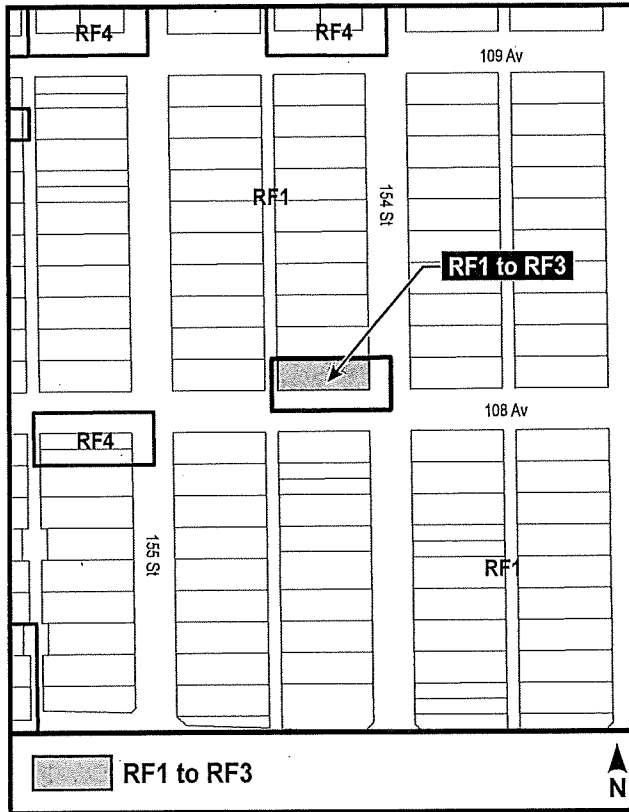 RF4
RF4
109 Av
RF1
154 St
RF1 to RF3
108 Av
RF4
155 St
RF1
RF1 to RF3
N